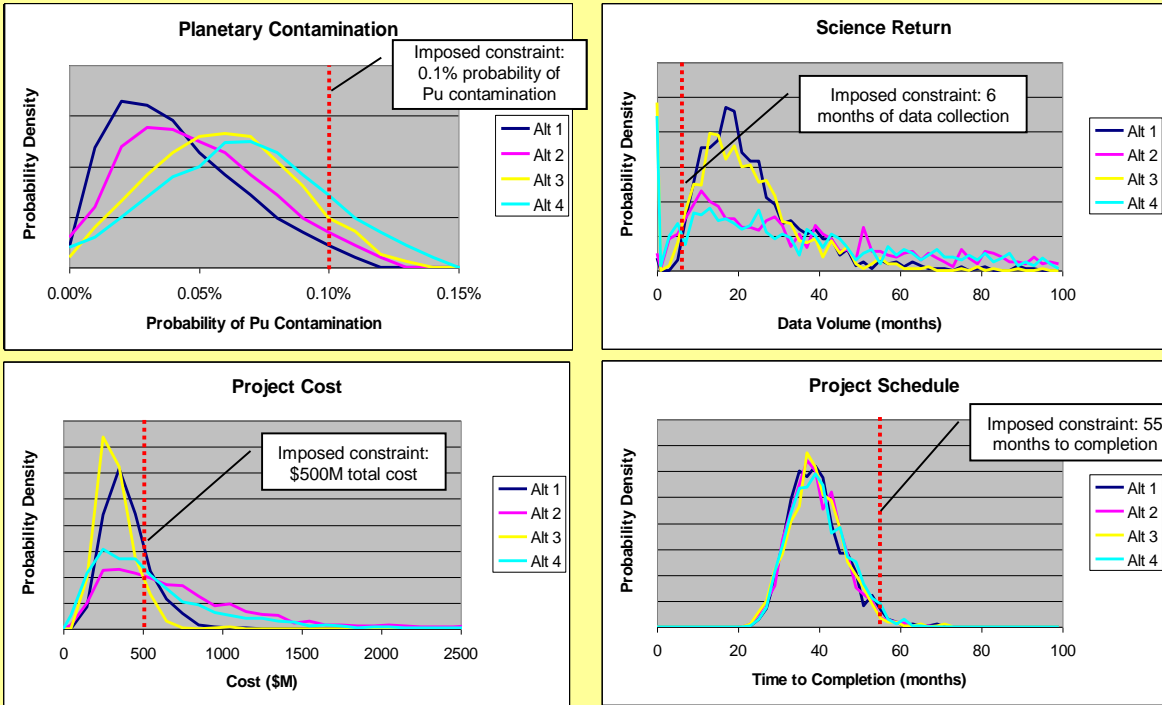 Planetary Contamination
Imposed constraint:
0.1% probability of
Pu contamination
Probability Density
Alt 1
Alt 2
Alt 3
Alt 4
0.00%
0.05%
0.10%
0.15%
Probability of Pu Contamination
Science Return
Imposed constraint: 6
months of data collection
Probability Density
Alt 1
Alt 2
Alt 3
Alt 4
0
20
40
60
80
100
Data Volume (months)
Project Cost
Imposed constraint:
$500M total cost
Probability Density
Alt 1
Alt 2
Alt 3
Alt 4
0
500
1000
1500
2000
2500
Cost ($M)
Project Schedule
Imposed constraint: 55
months to completion
Probability Density
Alt 1
Alt 2
Alt 3
Alt 4
0
20
40
60
80
100
Time to Completion (months)